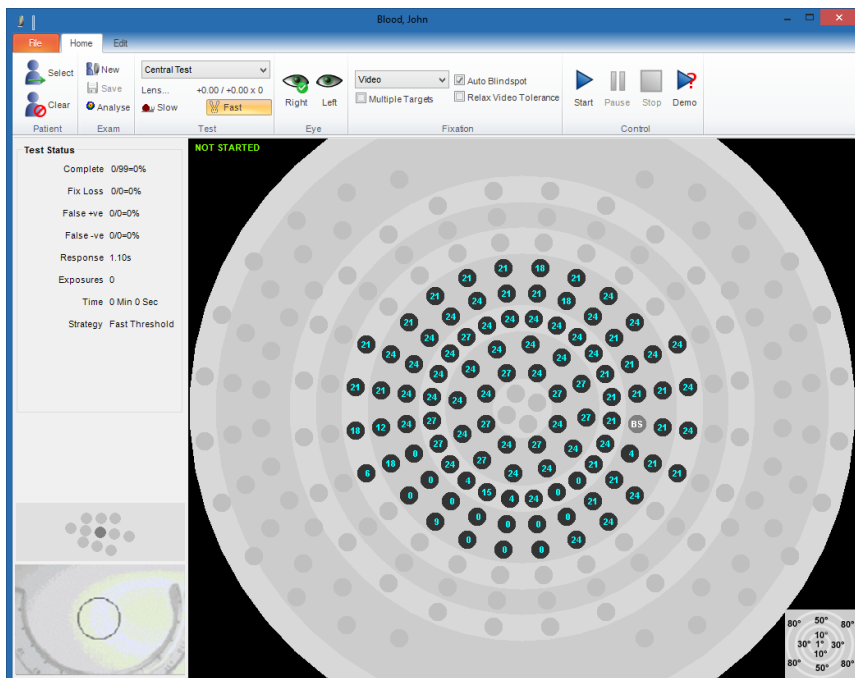 Blood, John
File Home Edit
Select New Central Test Video Auto Blindspot
Save Lens... +0.00 / +0.00 x 0 Multiple Targets Relax Video Tolerance
Clear Analyse Slow Fast Right Left Start Pause Stop Demo
Patient Exam Test Eye Fixation Control
Test Status
Complete 0/99=0%
Fix Loss 0/0=0%
False +ve 0/0=0%
False -ve 0/0=0%
Response 1.10s
Exposures 0
Time 0 Min 0 Sec
Strategy Fast Threshold
NOT STARTED
21 18
21 21
21 21 21 24
24 18
21 24 24 24 24 24 24
24 27 24 21
21 24 24 24 24 24 24
24 24 24 24
24 24 27 24 24 21
21 21 24 24 24 24 27 27 21 21 21 24
18 12 24 27 24 27 24 27 21 BS 21 24
27 24 27 24 4
0 18 24 27 24 21 21 21
6 0 4 24 24 0 21 21
0 0 15 4 24 21 24
9 0 0 0 0 24
0 0 0 24
80° 50° 80°
10°
30° 1° 30°
10°
80° 50° 80°